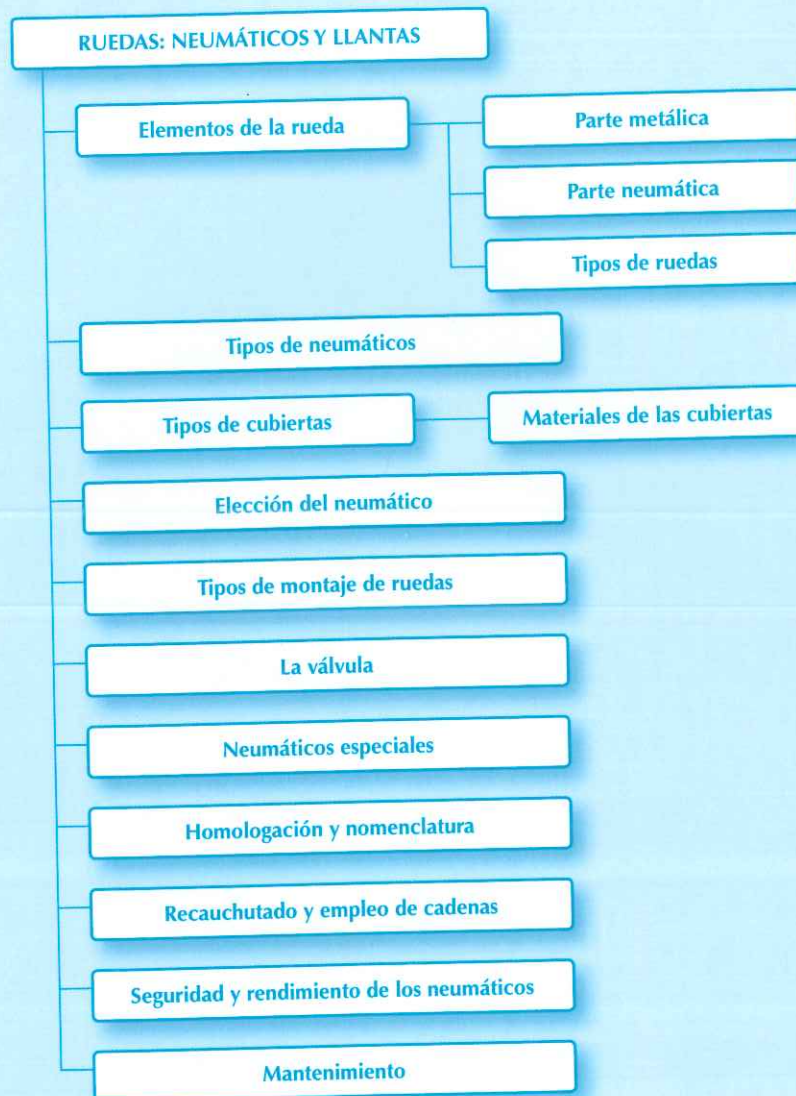 RUEDAS: NEUMÁTICOS Y LLANTAS
Elementos de la rueda
Parte metálica
Parte neumática
Tipos de ruedas
Tipos de neumáticos
Tipos de cubiertas
Materiales de las cubiertas
Elección del neumático
Tipos de montaje de ruedas
La válvula
Neumáticos especiales
Homologación y nomenclatura
Recauchutado y empleo de cadenas
Seguridad y rendimiento de los neumáticos
Mantenimiento